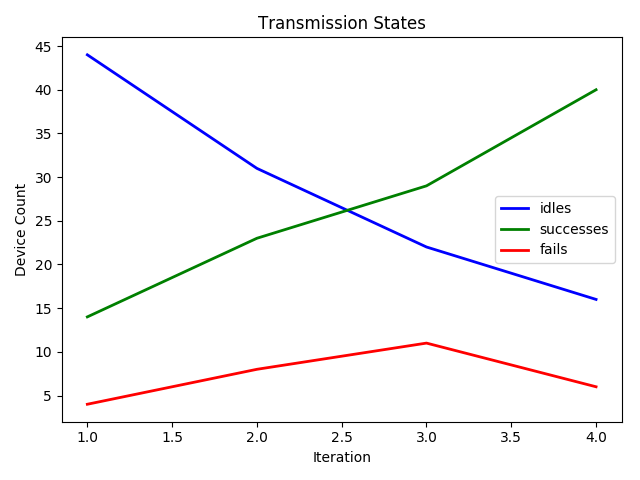 Transmission States
Device Count
45
40
35
30
25
20
15
10
5
idles
successes
fails
1.0 1.5 2.0 2.5 3.0 3.5 4.0
Iteration